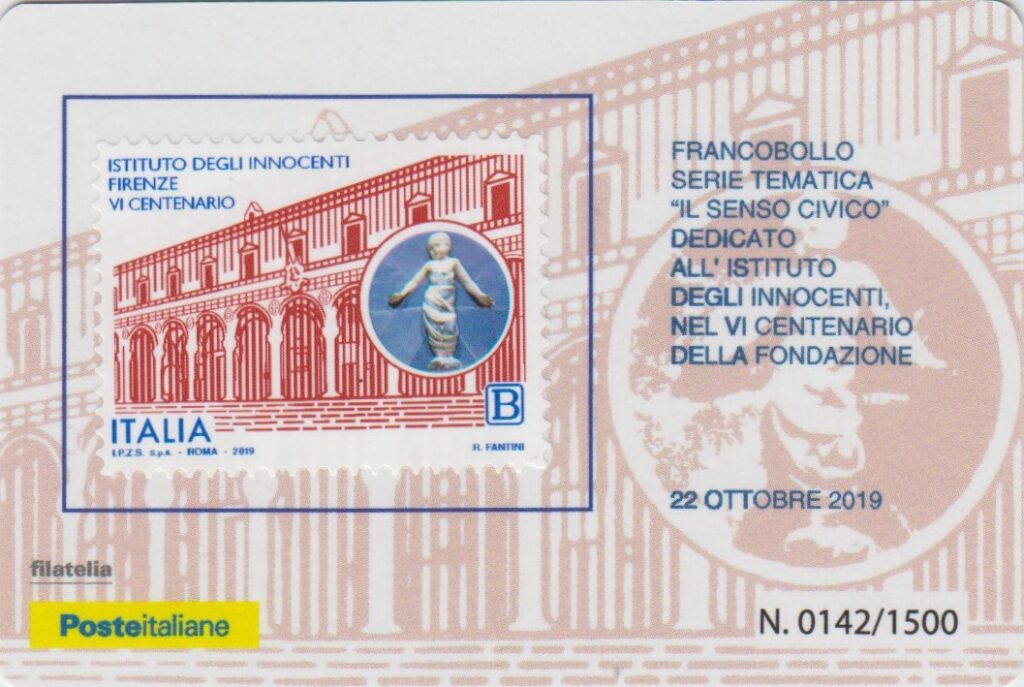 ISTITUTO DEGLI INNOCENTI
FIRENZE
VI CENTENARIO
B
ITALIA
I.P.Z.S. S.p.A. - ROMA - 2019
R. FANTINI
FRANCOBOLLO
SERIE TEMATICA
“IL SENSO CIVICO”
DEDICATO
ALL' ISTITUTO
DEGLI INNOCENTI,
NEL VI CENTENARIO
DELLA FONDAZIONE
22 OTTOBRE 2019
filatelia
Posteitaliane
N. 0142/1500